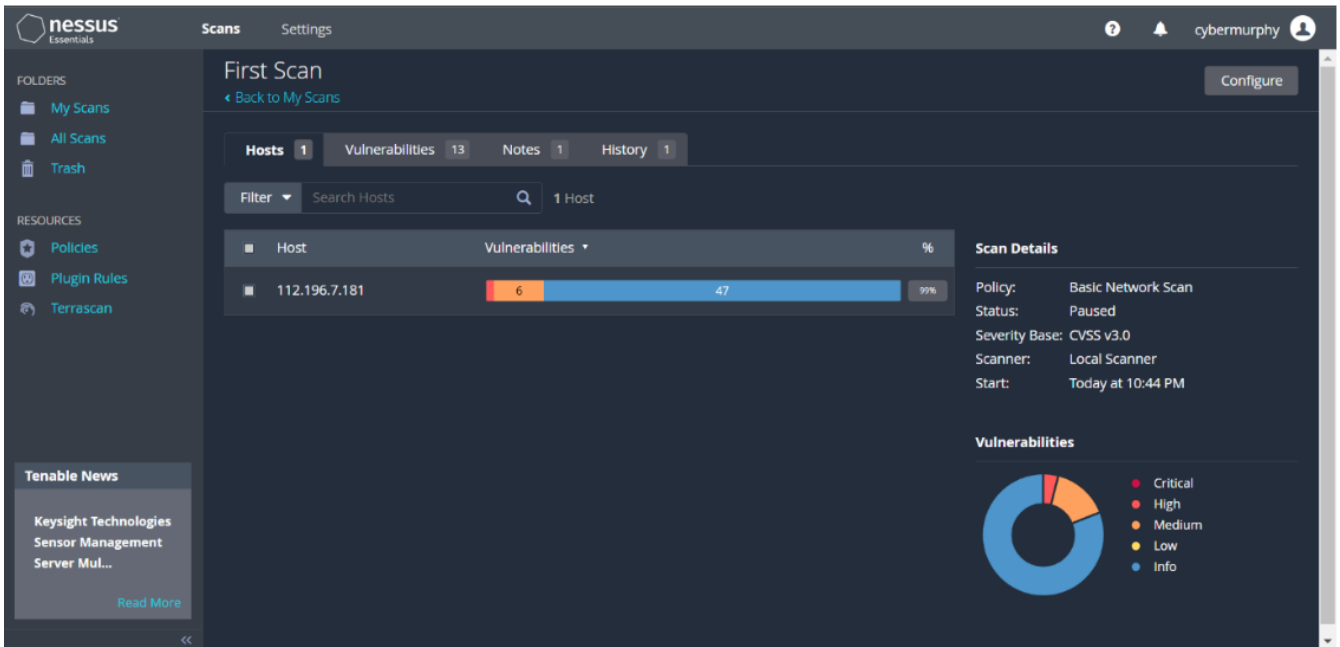 nessus
Essentials
Scans Settings
? cybermurphy
FOLDERS
My Scans
All Scans
Trash
RESOURCES
Policies
Plugin Rules
Terrascan
Tenable News
Keysight Technologies
Sensor Management
Server Mul...
Read More
First Scan
Back to My Scans
Configure
Hosts 1 Vulnerabilities 13 Notes 1 History 1
Filter Search Hosts 1 Host
Host Vulnerabilities %
112.196.7.181 6 47 99%
Scan Details
Policy: Basic Network Scan
Status: Paused
Severity Base: CVSS v3.0
Scanner: Local Scanner
Start: Today at 10:44 PM
Vulnerabilities
Critical
High
Medium
Low
Info